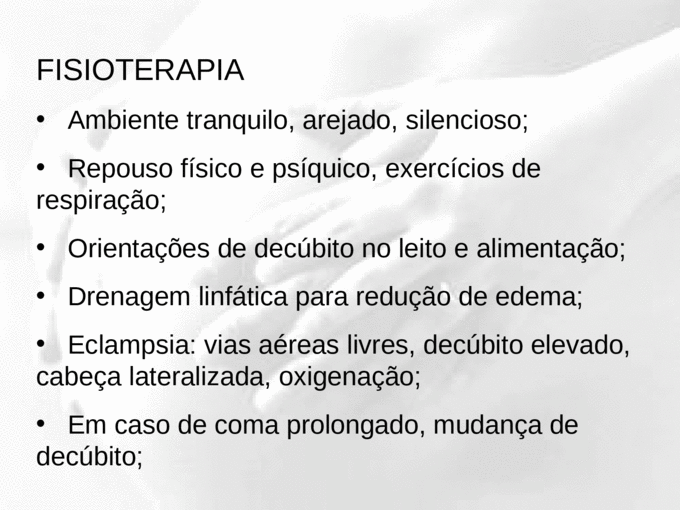 FISIOTERAPIA
• Ambiente tranquilo, arejado, silencioso;
• Repouso físico e psíquico, exercícios de
respiração;
• Orientações de decúbito no leito e alimentação;
• Drenagem linfática para redução de edema;
• Eclampsia: vias aéreas livres, decúbito elevado,
cabeça lateralizada, oxigenação;
• Em caso de coma prolongado, mudança de
decúbito;